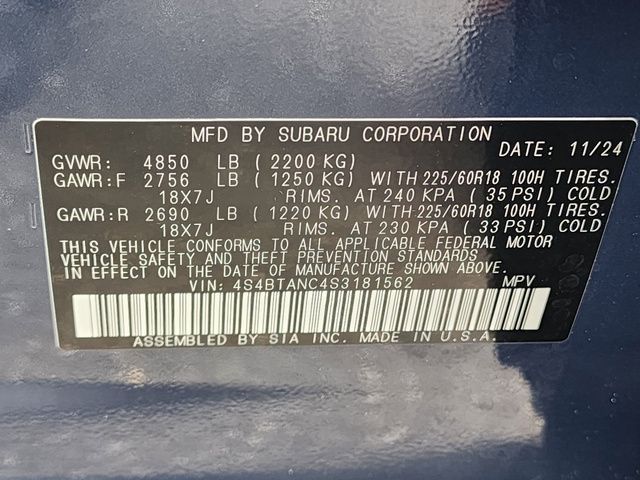 MFD BY SUBARU CORPORATION
DATE: 11/24
GVWR: 4850 LB (2200 KG)
GAWR:F 2756 LB (1250 KG) WITH 225/60R18 100H TIRES.
18X7J RIMS. AT 240 KPA (35 PSI) COLD
GAWR:R 2690 LB (1220 KG) WITH 225/60R18 100H TIRES.
18X7J RIMS. AT 230 KPA (33 PSI) COLD
THIS VEHICLE CONFORMS TO ALL APPLICABLE FEDERAL MOTOR
VEHICLE SAFETY AND THEFT PREVENTION STANDARDS
IN EFFECT ON THE DATE OF MANUFACTURE SHOWN ABOVE.
VIN: 4S4BTANC4S3181562 MPV
ASSEMBLED BY SIA INC. MADE IN U.S.A.